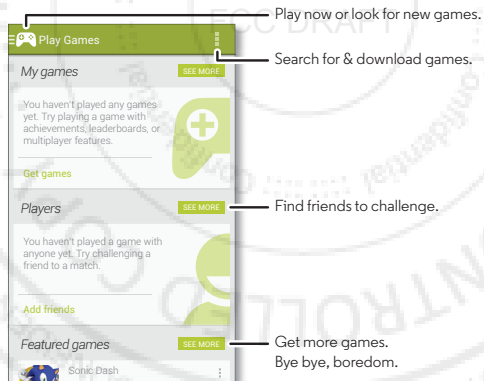 FCC DRAFT
Play now or look for new games.
Play Games
Search for & download games.
My games
SEE MORE
You haven't played any games
yet. Try playing a game with
achievements, leaderboards, or
multiplayer features.
Get games
Confidential
Players
SEE MORE
Find friends to challenge.
You haven't played a game with
anyone yet. Try challenging a
friend to a match.
Add friends
Featured games
SEE MORE
Get more games.
Bye bye, boredom.
Sonic Dash